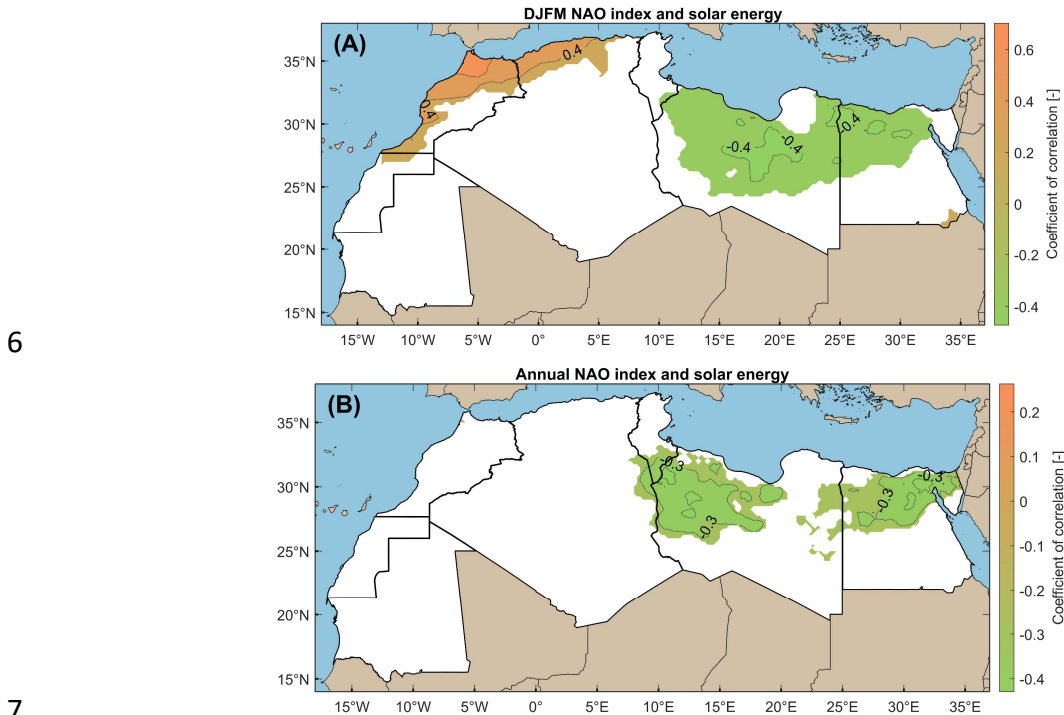 DJFM NAO index and solar energy
(A)
35°N
30°N
25°N
20°N
15°N
15°W 10°W 5°W 0° 5°E 10°E 15°E 20°E 25°E 30°E 35°E
0.4
0.4
-0.4
-0.4
-0.4
0.6
0.4
0.2
0
-0.2
-0.4
Coefficient of correlation [-]
6
Annual NAO index and solar energy
(B)
35°N
30°N
25°N
20°N
15°N
15°W 10°W 5°W 0° 5°E 10°E 15°E 20°E 25°E 30°E 35°E
-0.3
-0.3
-0.3
-0.3
0.2
0.1
0
-0.1
-0.2
-0.3
-0.4
Coefficient of correlation [-]
7